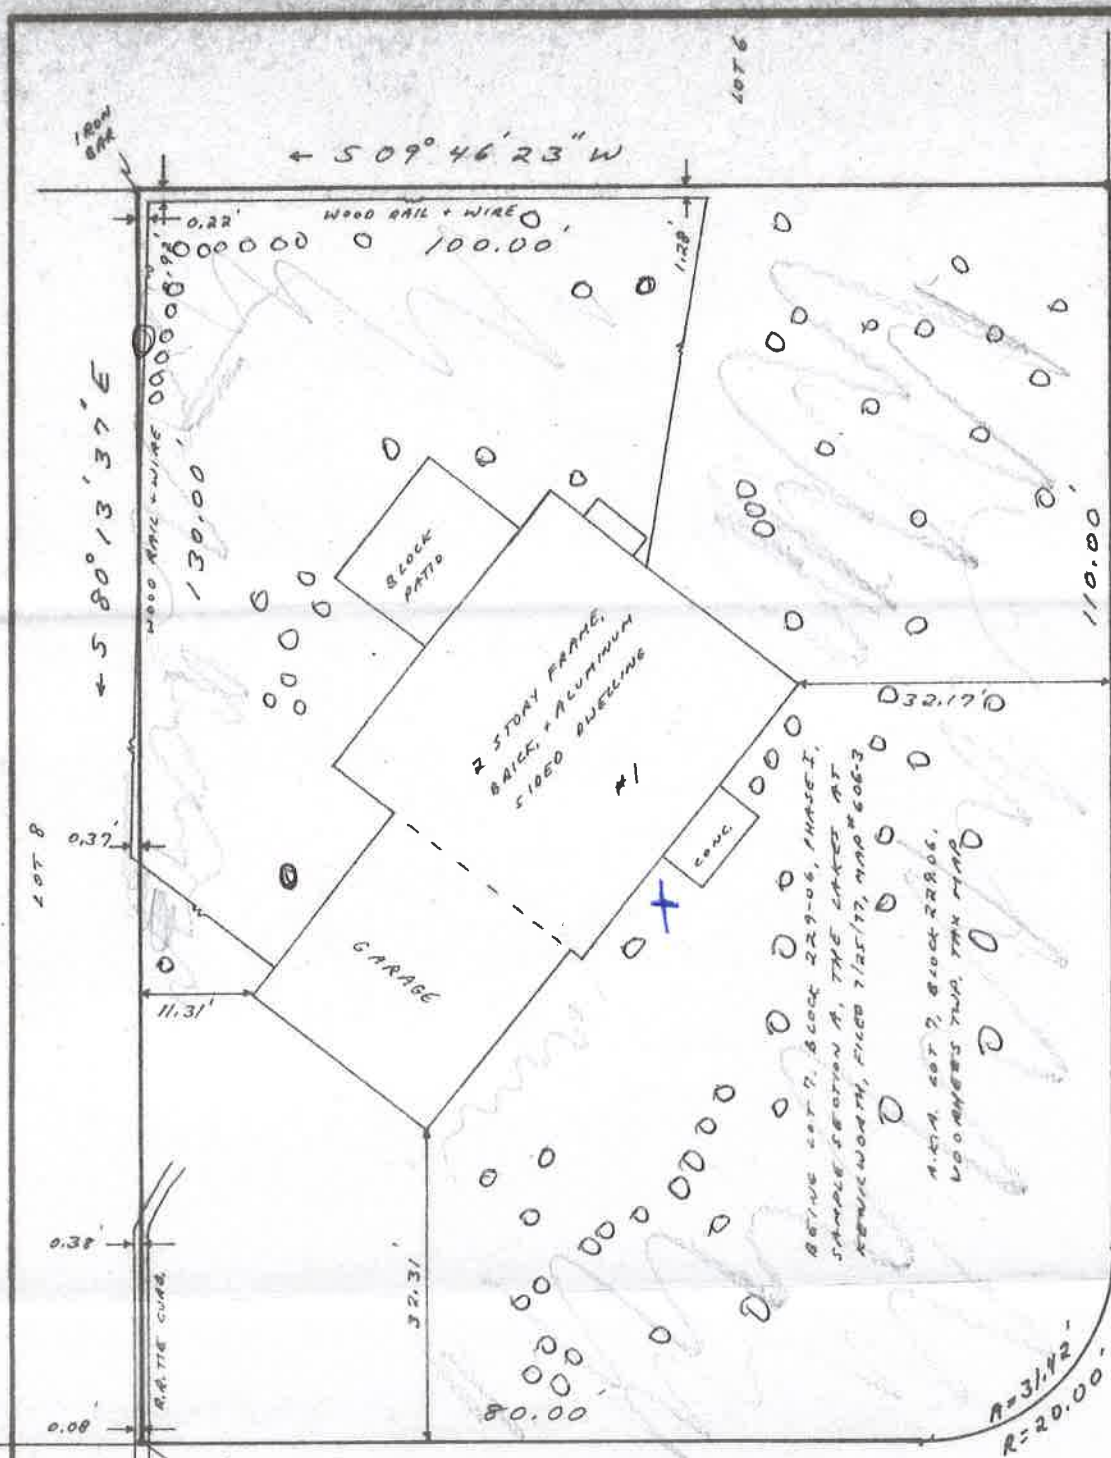 IRON
BAR
← S 09° 46' 23" W
LOT 6
WOOD RAIL + WIRE
0.22'
100.00'
1.28'
← S 80° 13' 37" E
WOOD RAIL + WIRE
130.00'
110.00'
BLOCK
PATIO
2 STORY FRAME,
BRICK, + ALUMINUM
SIDED DWELLING
#1
32.17'
CONC.
LOT 8
0.37'
GARAGE
11.31'
BEING LOT 7, BLOCK 229-06, PHASE I,
SAMPLE SECTION A, THE LAKES AT
KENILWORTH, FILED 7/25/77, MAP #606-3
A.K.A. LOT 7, BLOCK 229.06,
VOORHEES TWP. TAX MAP
0.38'
R.R. TIE CURB
32.31
0.08'
80.00'
A=31.42'
R=20.00'